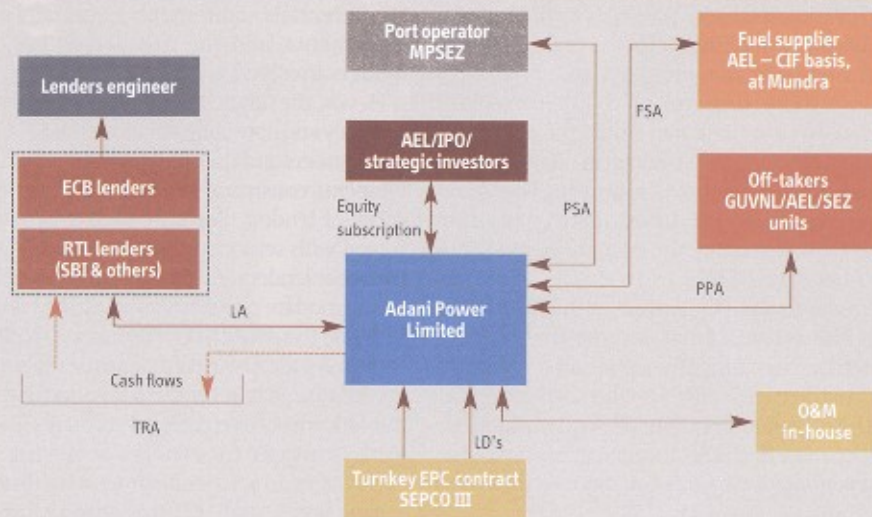 Port operator
MPSEZ
Fuel supplier
AEL – CIF basis,
at Mundra
Lenders engineer
FSA
AEL/IPO/
strategic investors
ECB lenders
Off-takers
GUVNL/AEL/SEZ
units
Equity
subscription
PSA
RTL lenders
(SBI & others)
PPA
LA
Adani Power
Limited
Cash flows
TRA
O&M
in-house
LD's
Turnkey EPC contract
SEPCO III